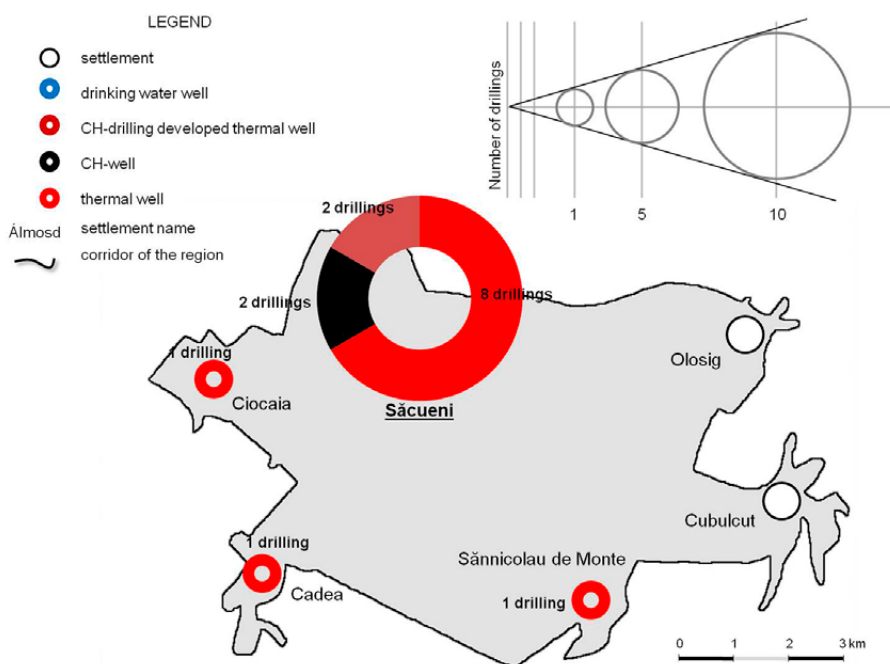 LEGEND
settlement
drinking water well
CH-drilling developed thermal well
CH-well
thermal well
Álmosd settlement name
corridor of the region
Number of drillings
1 5 10
2 drillings
2 drillings
8 drillings
Săcueni
1 drilling
Ciocaia
Olosig
Cubulcut
1 drilling
Cadea
Sănnicolau de Monte
1 drilling
0 1 2 3 km